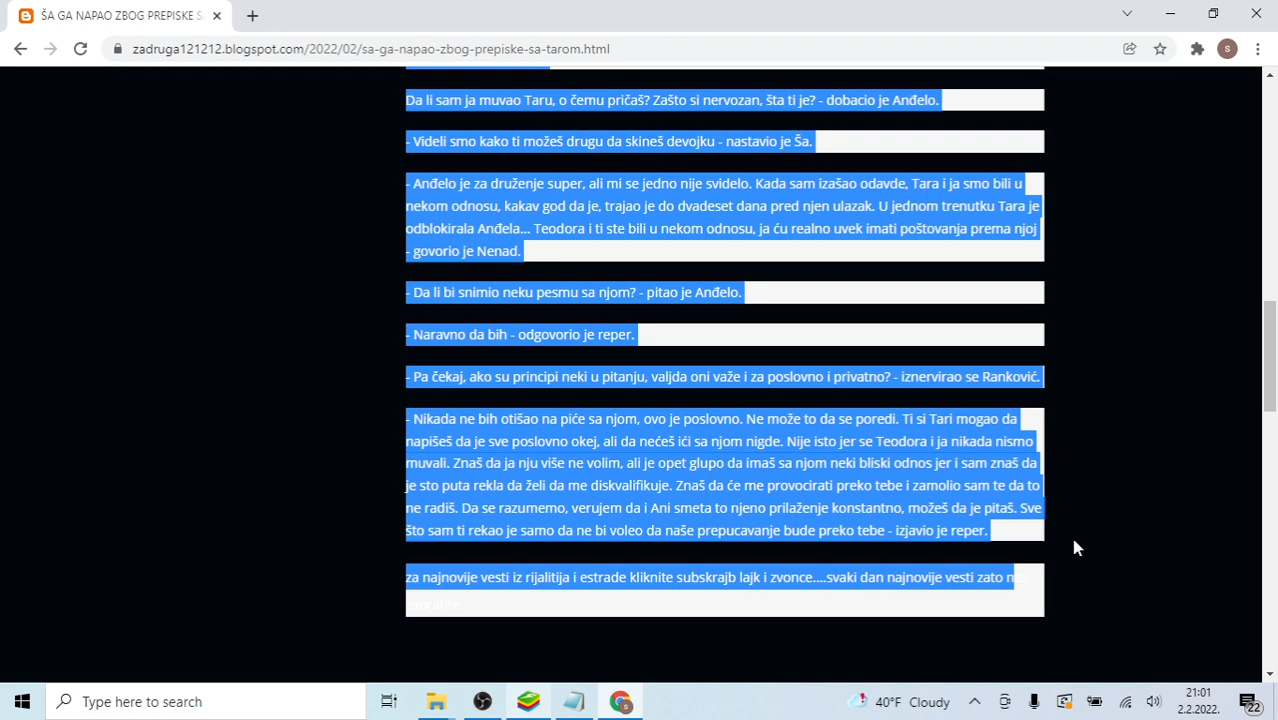 ŠA GA NAPAO ZBOG PREPISKE S
zadruga121212.blogspot.com/2022/02/sa-ga-napao-zbog-prepiske-sa-tarom.html
S
Da li sam ja muvao Taru, o čemu pričaš? Zašto si nervozan, šta ti je? - dobacio je Anđelo.
- Videli smo kako ti možeš drugu da skineš devojku - nastavio je Ša.
- Anđelo je za druženje super, ali mi se jedno nije svidelo. Kada sam izašao odavde, Tara i ja smo bili u
nekom odnosu, kakav god da je, trajao je do dvadeset dana pred njen ulazak. U jednom trenutku Tara je
odblokirala Anđela... Teodora i ti ste bili u nekom odnosu, ja ću realno uvek imati poštovanja prema njoj
- govorio je Nenad.
- Da li bi snimio neku pesmu sa njom? - pitao je Anđelo.
- Naravno da bih - odgovorio je reper.
- Pa čekaj, ako su principi neki u pitanju, valjda oni važe i za poslovno i privatno? - iznervirao se Ranković.
- Nikada ne bih otišao na piće sa njom, ovo je poslovno. Ne može to da se poredi. Ti si Tari mogao da
napišeš da je sve poslovno okej, ali da nećeš ići sa njom nigde. Nije isto jer se Teodora i ja nikada nismo
muvali. Znaš da ja nju više ne volim, ali je opet glupo da imaš sa njom neki bliski odnos jer i sam znaš da
je sto puta rekla da želi da me diskvalifikuje. Znaš da će me provocirati preko tebe i zamolio sam te da to
ne radiš. Da se razumemo, verujem da i Ani smeta to njeno prilaženje konstantno, možeš da je pitaš. Sve
što sam ti rekao je samo da ne bi voleo da naše prepucavanje bude preko tebe - izjavio je reper.
za najnovije vesti iz rijalitija i estrade kliknite subskrajb lajk i zvonce....svaki dan najnovije vesti zato
Type here to search
40°F Cloudy
21:01
2.2.2022.
22